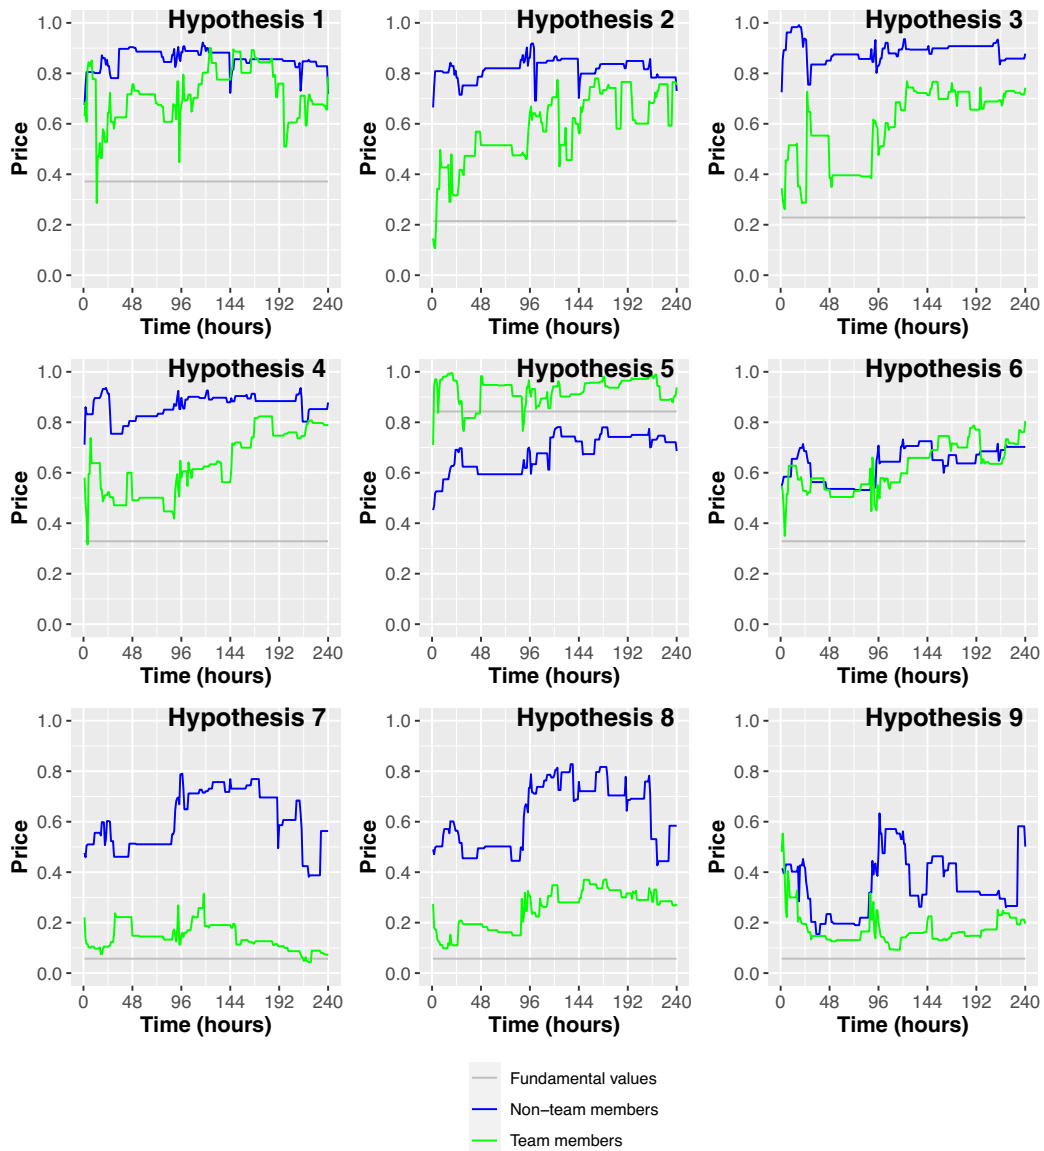 Hypothesis 1
Hypothesis 2
Hypothesis 3
Price
1.0
0.8
0.6
0.4
0.2
0.0
Price
1.0
0.8
0.6
0.4
0.2
0.0
Price
1.0
0.8
0.6
0.4
0.2
0.0
0 48 96 144 192 240
0 48 96 144 192 240
0 48 96 144 192 240
Time (hours)
Time (hours)
Time (hours)
Hypothesis 4
Hypothesis 5
Hypothesis 6
Price
1.0
0.8
0.6
0.4
0.2
0.0
Price
1.0
0.8
0.6
0.4
0.2
0.0
Price
1.0
0.8
0.6
0.4
0.2
0.0
0 48 96 144 192 240
0 48 96 144 192 240
0 48 96 144 192 240
Time (hours)
Time (hours)
Time (hours)
Hypothesis 7
Hypothesis 8
Hypothesis 9
Price
1.0
0.8
0.6
0.4
0.2
0.0
Price
1.0
0.8
0.6
0.4
0.2
0.0
Price
1.0
0.8
0.6
0.4
0.2
0.0
0 48 96 144 192 240
0 48 96 144 192 240
0 48 96 144 192 240
Time (hours)
Time (hours)
Time (hours)
Fundamental values
Non−team members
Team members